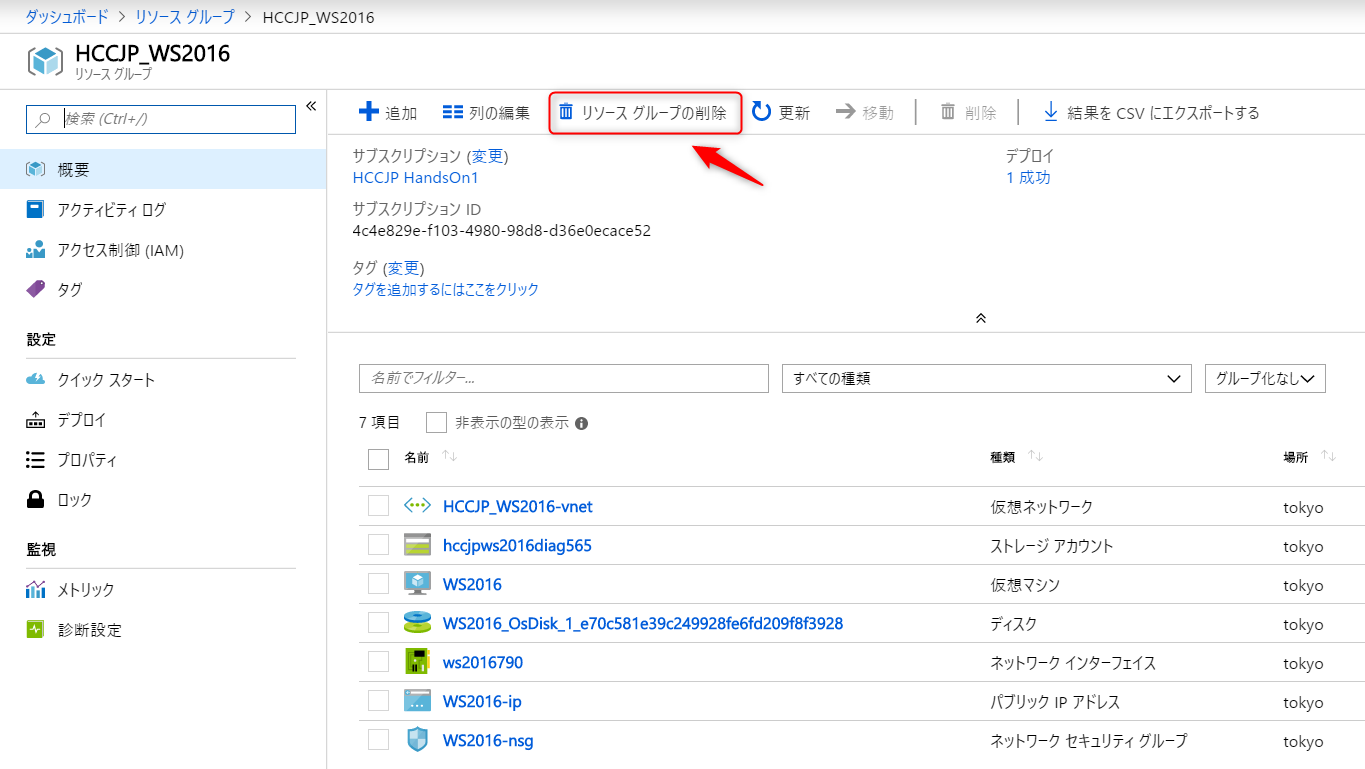 ダッシュボード > リソース グループ > HCCJP_WS2016
HCCJP_WS2016
リソース グループ
検索 (Ctrl+/)
概要
アクティビティ ログ
アクセス制御 (IAM)
タグ
設定
クイック スタート
デプロイ
プロパティ
ロック
監視
メトリック
診断設定
追加 列の編集 リソース グループの削除 更新 移動 削除 結果を CSV にエクスポートする
サブスクリプション (変更)
HCCJP HandsOn1
デプロイ
1 成功
サブスクリプション ID
4c4e829e-f103-4980-98d8-d36e0ecace52
タグ (変更)
タグを追加するにはここをクリック
名前でフィルター... すべての種類 グループ化なし
7 項目 非表示の型の表示
名前 種類 場所
HCCJP_WS2016-vnet 仮想ネットワーク tokyo
hccjpws2016diag565 ストレージ アカウント tokyo
WS2016 仮想マシン tokyo
WS2016_OsDisk_1_e70c581e39c249928fe6fd209f8f3928 ディスク tokyo
ws2016790 ネットワーク インターフェイス tokyo
WS2016-ip パブリック IP アドレス tokyo
WS2016-nsg ネットワーク セキュリティ グループ tokyo